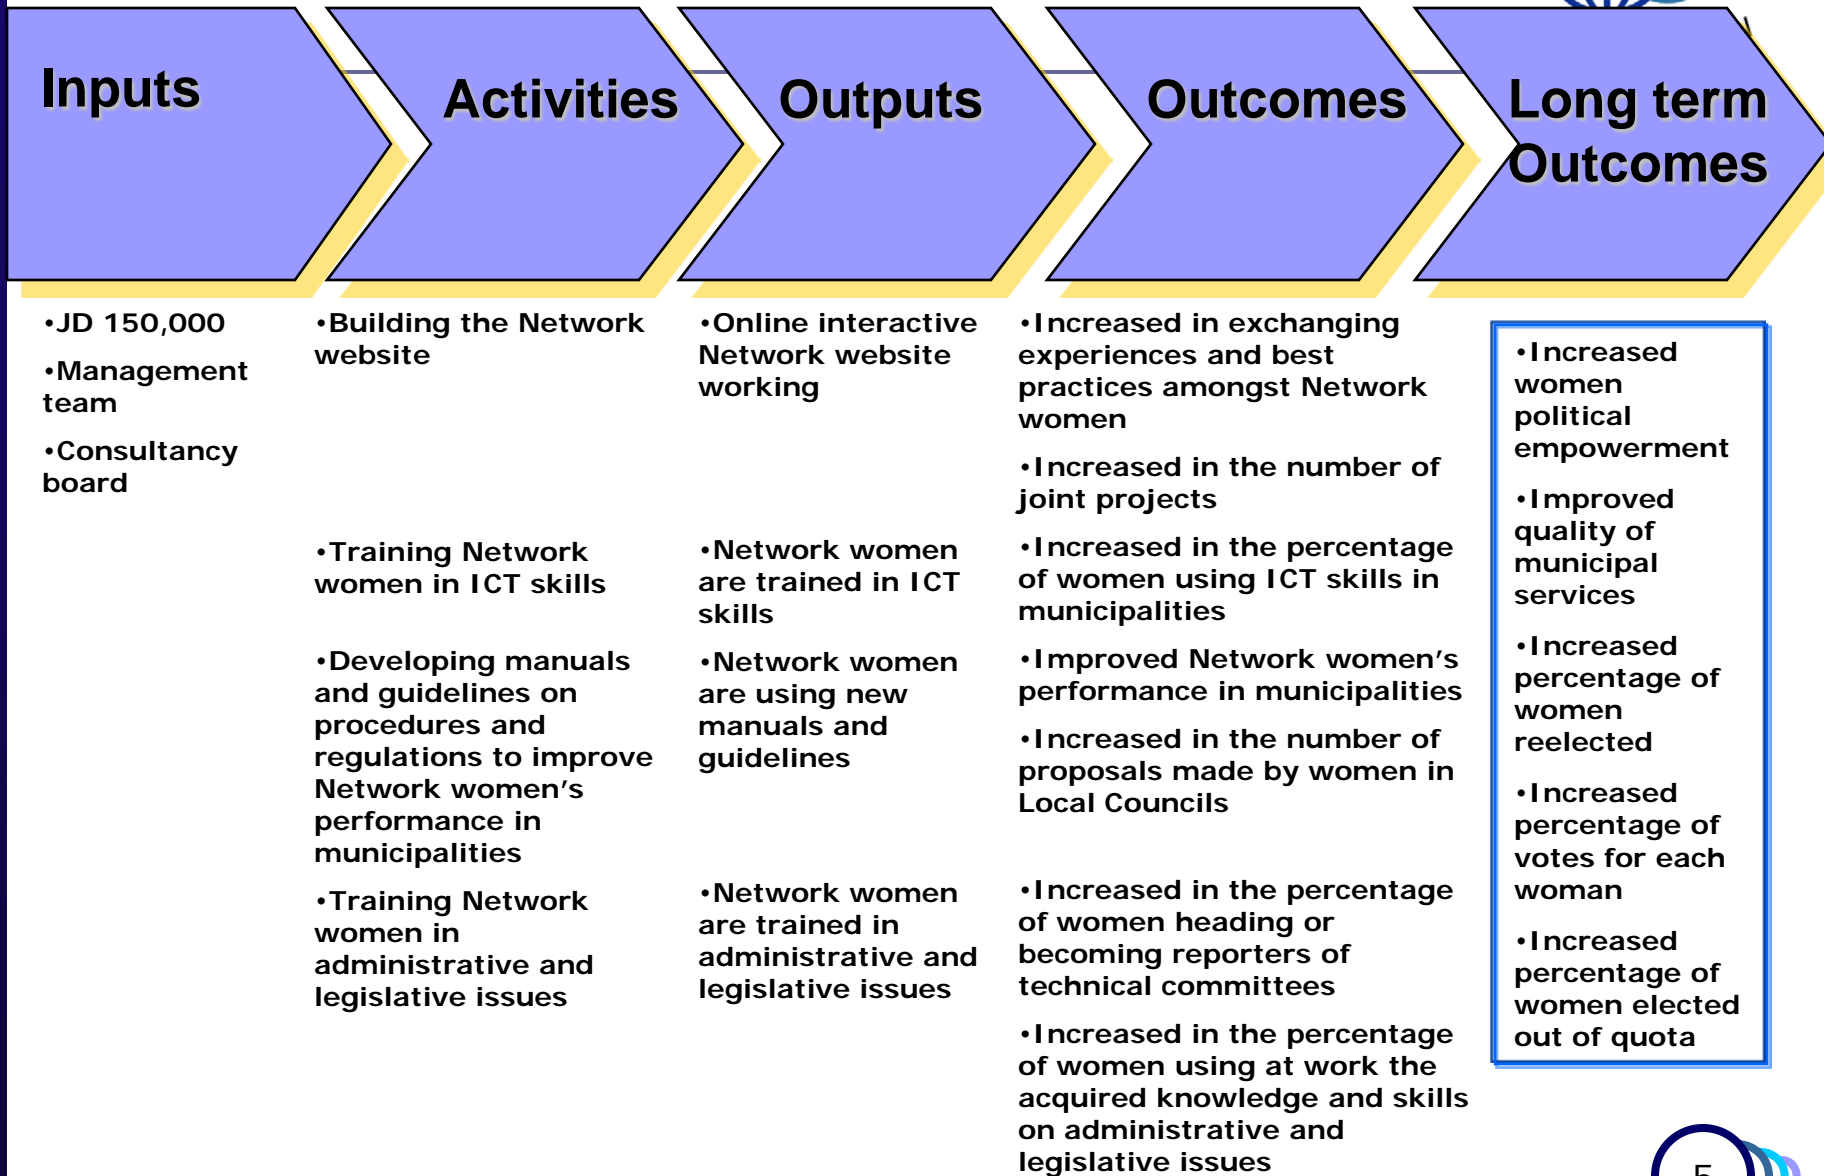 Inputs
Activities
Outputs
Outcomes
Long term
Outcomes
•JD 150,000
•Management
team
•Consultancy
board
•Building the Network
website
•Training Network
women in ICT skills
•Developing manuals
and guidelines on
procedures and
regulations to improve
Network women’s
performance in
municipalities
•Training Network
women in
administrative and
legislative issues
•Online interactive
Network website
working
•Network women
are trained in ICT
skills
•Network women
are using new
manuals and
guidelines
•Network women
are trained in
administrative and
legislative issues
•Increased in exchanging
experiences and best
practices amongst Network
women
•Increased in the number of
joint projects
•Increased in the percentage
of women using ICT skills in
municipalities
•Improved Network women’s
performance in municipalities
•Increased in the number of
proposals made by women in
Local Councils
•Increased in the percentage
of women heading or
becoming reporters of
technical committees
•Increased in the percentage
of women using at work the
acquired knowledge and skills
on administrative and
legislative issues
•Increased
women
political
empowerment
•Improved
quality of
municipal
services
•Increased
percentage of
women
reelected
•Increased
percentage of
votes for each
woman
•Increased
percentage of
women elected
out of quota
5